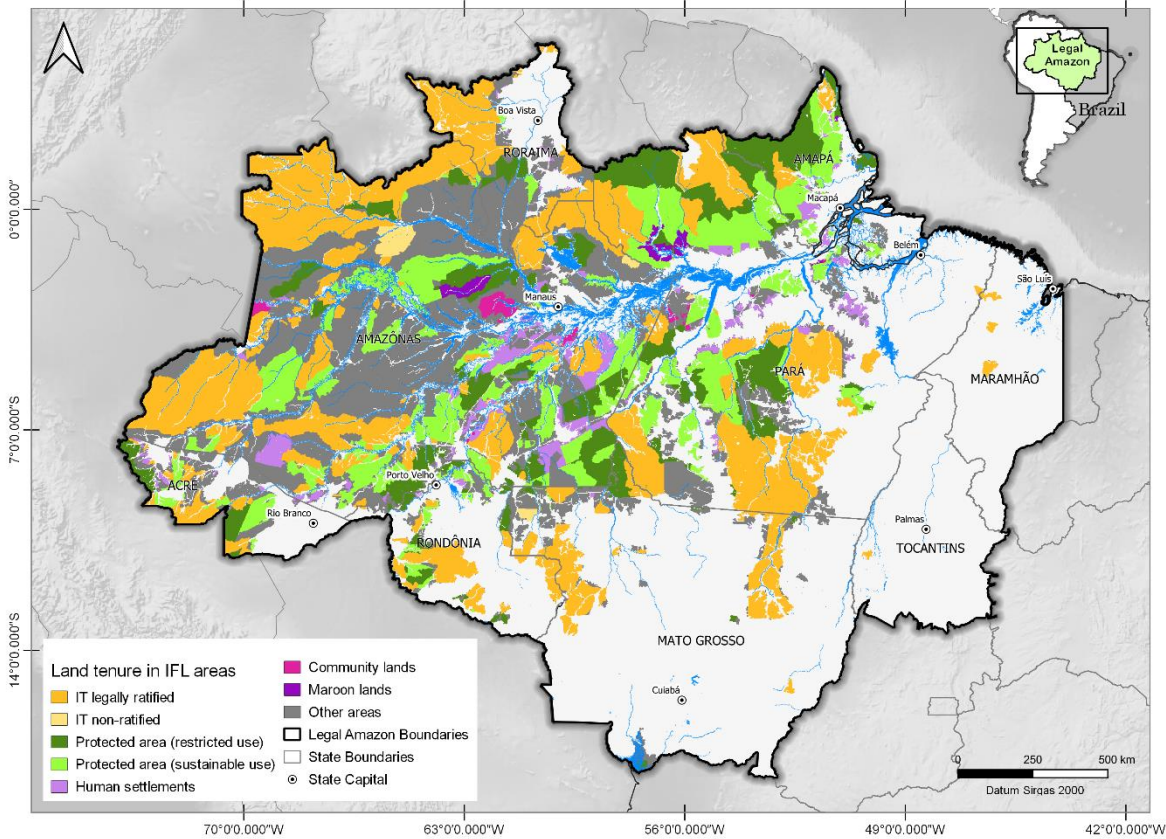 Legal
Amazon
Brazil
Boa Vista
RORAIMA
AMAPÁ
Macapá
Belém
São Luís
Manaus
AMAZÔNAS
PARÁ
MARAMHÃO
ACRE
Porto Velho
Rio Branco
RONDÔNIA
Palmas
TOCANTINS
MATO GROSSO
Cuiabá
0°0'0.000"
7°0'0.000"S
14°0'0.000"S
Land tenure in IFL areas
IT legally ratified
IT non-ratified
Protected area (restricted use)
Protected area (sustainable use)
Human settlements
Community lands
Maroon lands
Other areas
Legal Amazon Boundaries
State Boundaries
State Capital
0 250 500 km
Datum Sirgas 2000
70°0'0.000"W 63°0'0.000"W 56°0'0.000"W 49°0'0.000"W 42°0'0.000"W